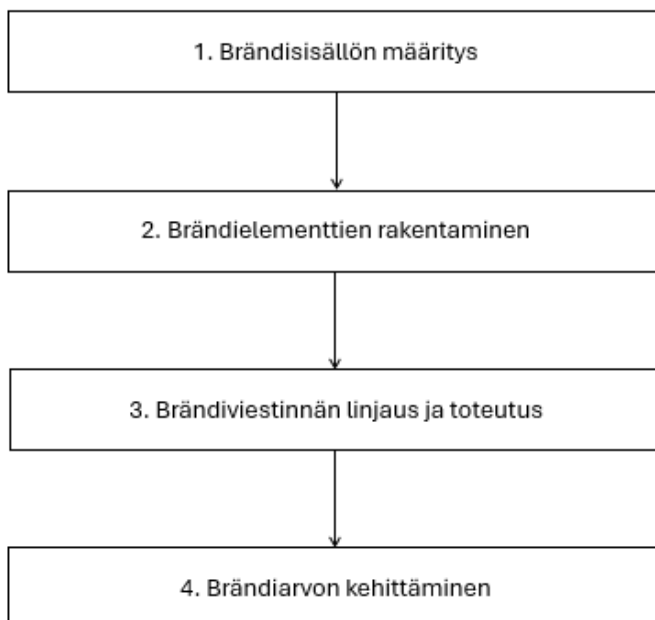 1. Brändisisällön määritys
2. Brändielementtien rakentaminen
3. Brändiviestinnän linjaus ja toteutus
4. Brändiarvon kehittäminen